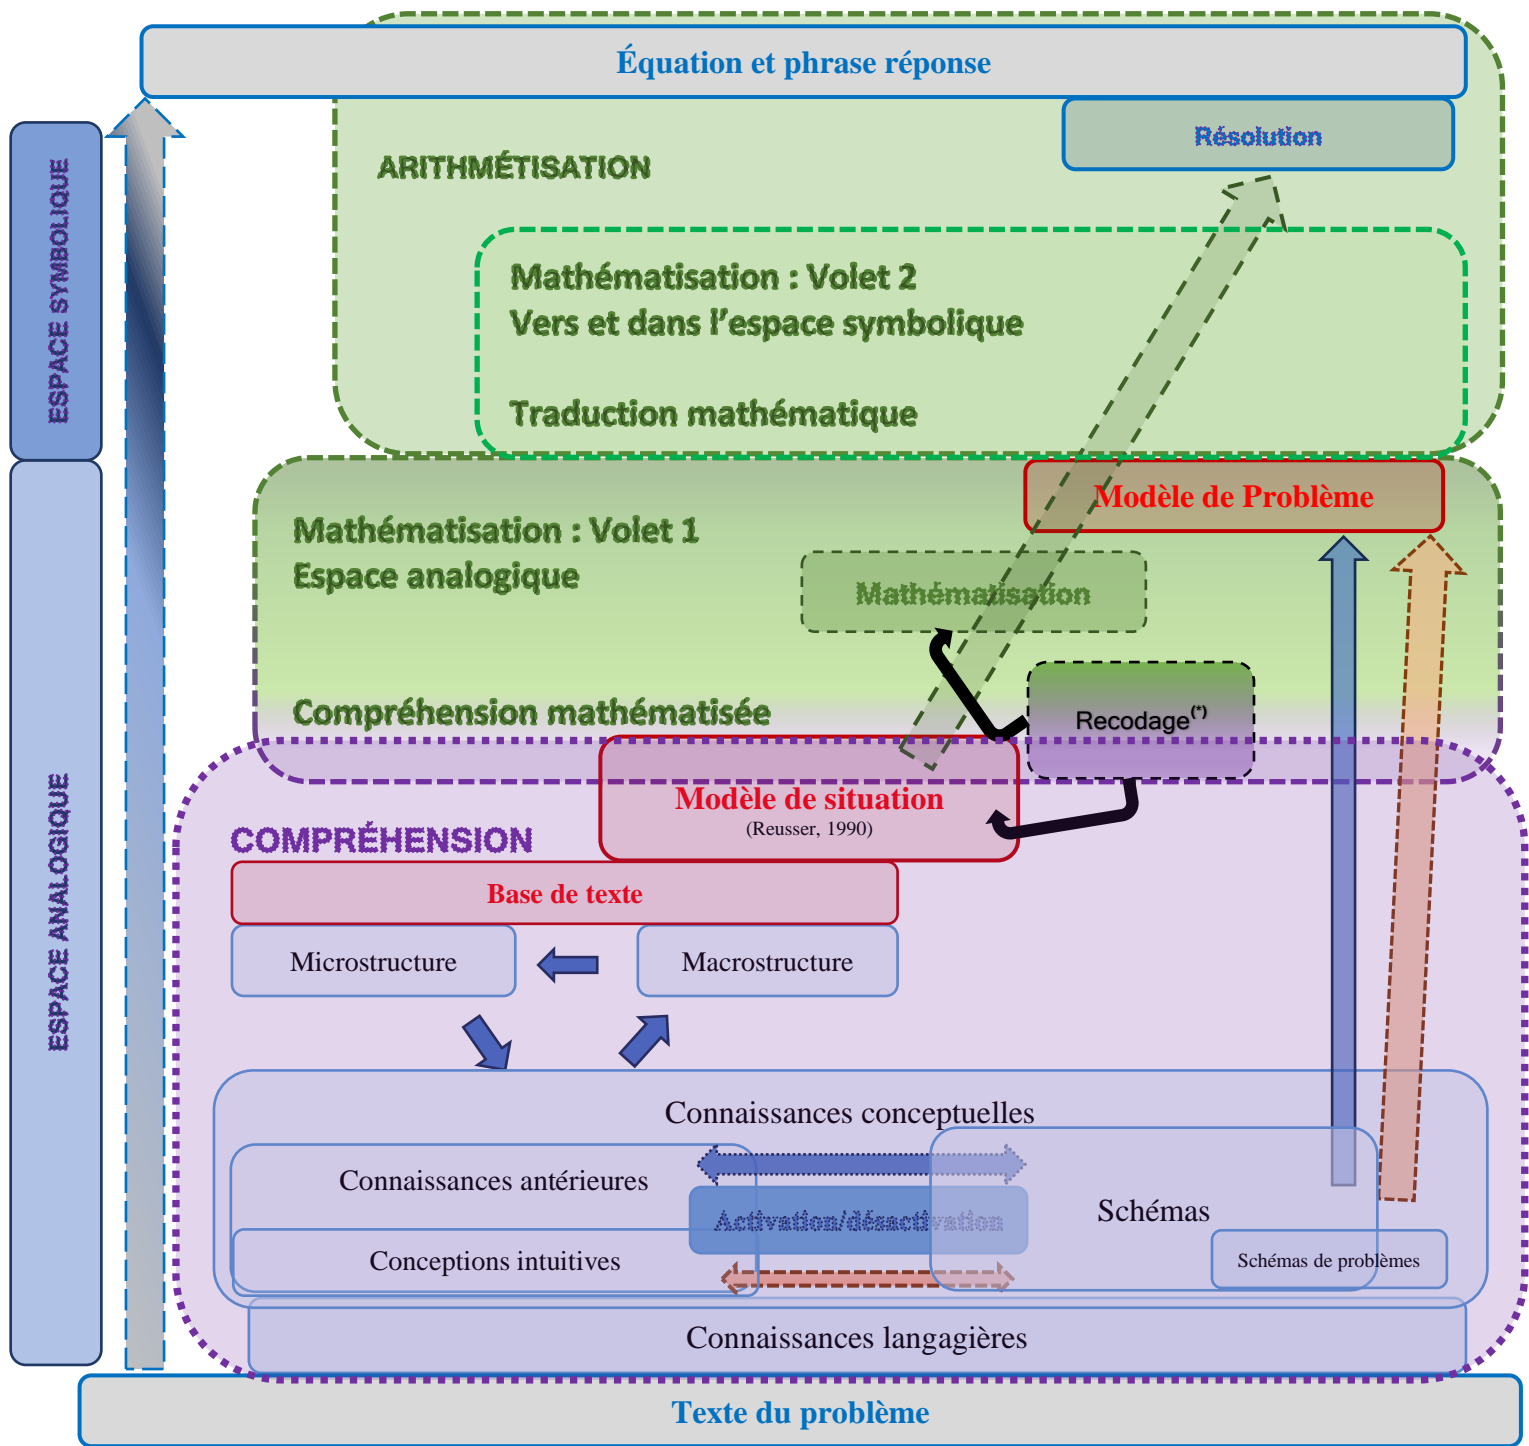 Équation et phrase réponse
Résolution
ESPACE SYMBOLIQUE
ARITHMÉTISATION
Mathématisation : Volet 2
Vers et dans l'espace symbolique
Traduction mathématique
Modèle de Problème
Mathématisation : Volet 1
Espace analogique
Mathématisation
Compréhension mathématisée
Recodage(*)
ESPACE ANALOGIQUE
Modèle de situation
(Reusser, 1990)
COMPRÉHENSION
Base de texte
Microstructure
Macrostructure
Connaissances conceptuelles
Connaissances antérieures
Activation/désactivation
Schémas
Conceptions intuitives
Schémas de problèmes
Connaissances langagières
Texte du problème